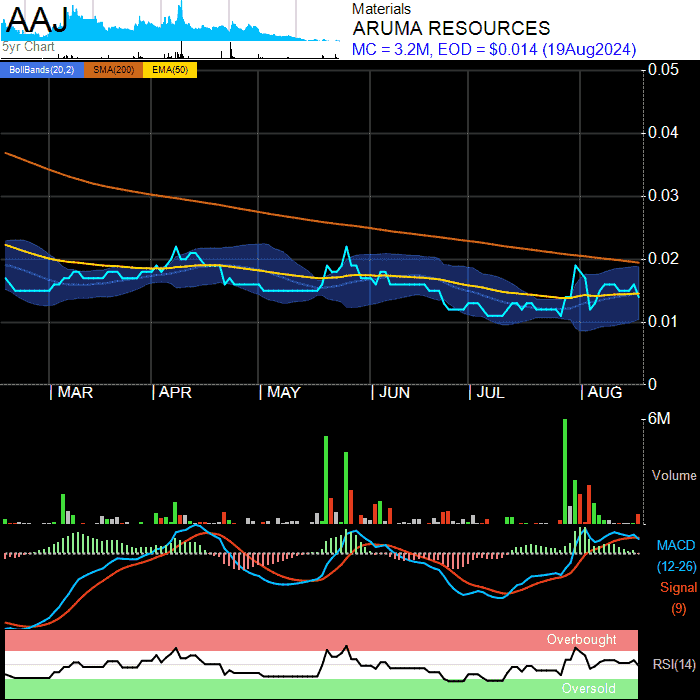 AAJ
5yr Chart
Materials
ARUMA RESOURCES
MC = 3.2M, EOD = $0.014 (19Aug2024)
BollBands(20,2) SMA(200) EMA(50)
0.05
0.04
0.03
0.02
0.01
0
MAR APR MAY JUN JUL AUG
6M
Volume
MACD
(12-26)
Signal
(9)
Overbought
RSI(14)
Oversold